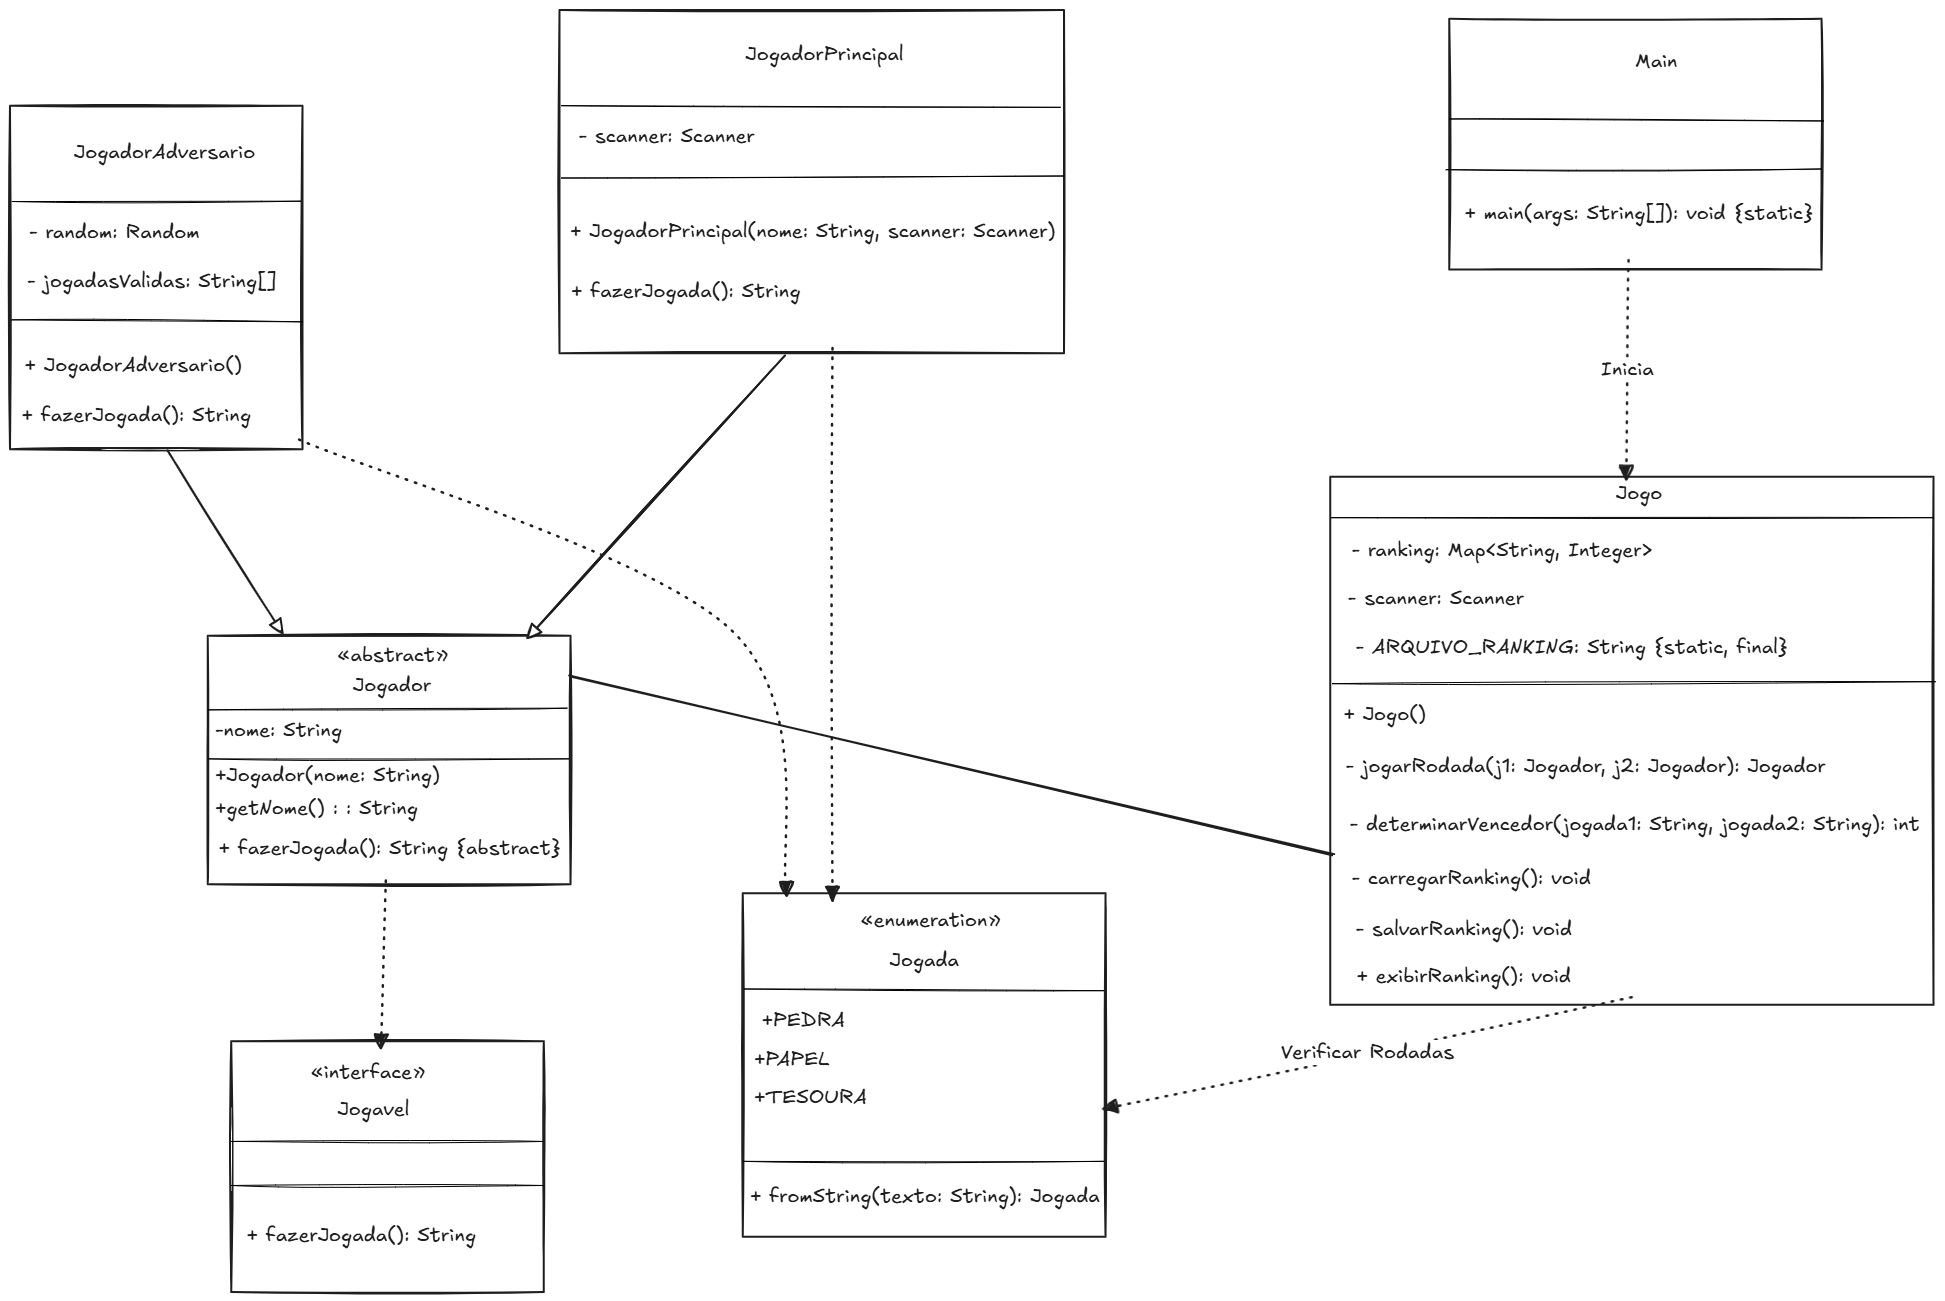 JogadorPrincipal
- scanner: Scanner
+ JogadorPrincipal(nome: String, scanner: Scanner)
+ fazerJogada(): String
Main
+ main(args: String[]): void {static}
JogadorAdversario
- random: Random
- jogadasValidas: String[]
+ JogadorAdversario()
+ fazerJogada(): String
Inicia
Jogo
- ranking: Map<String, Integer>
- scanner: Scanner
- ARQUIVO_RANKING: String {static, final}
+ Jogo()
- jogarRodada(j1: Jogador, j2: Jogador): Jogador
- determinarVencedor(jogada1: String, jogada2: String): int
- carregarRanking(): void
- salvarRanking(): void
+ exibirRanking(): void
«abstract»
Jogador
-nome: String
+Jogador(nome: String)
+getNome() : : String
+ fazerJogada(): String {abstract}
«enumeration»
Jogada
+PEDRA
+PAPEL
+TESOURA
+ fromString(texto: String): Jogada
Verificar Rodadas
«interface»
Jogavel
+ fazerJogada(): String